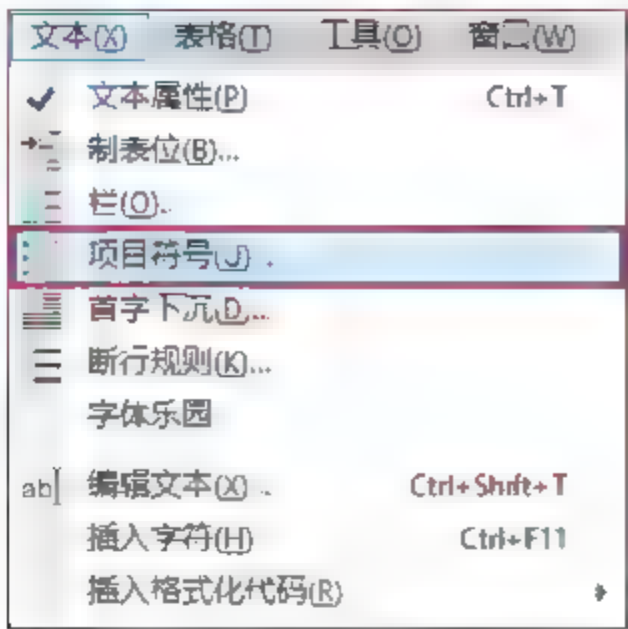 文本(X) 表格(T) 工具(O) 窗口(W)
文本属性(P) Ctrl+T
制表位(B)...
栏(O)...
项目符号(J)...
首字下沉(D)...
断行规则(K)...
字体乐园
ab 编辑文本(X)... Ctrl+Shift+T
插入字符(H) Ctrl+F11
插入格式化代码(R)